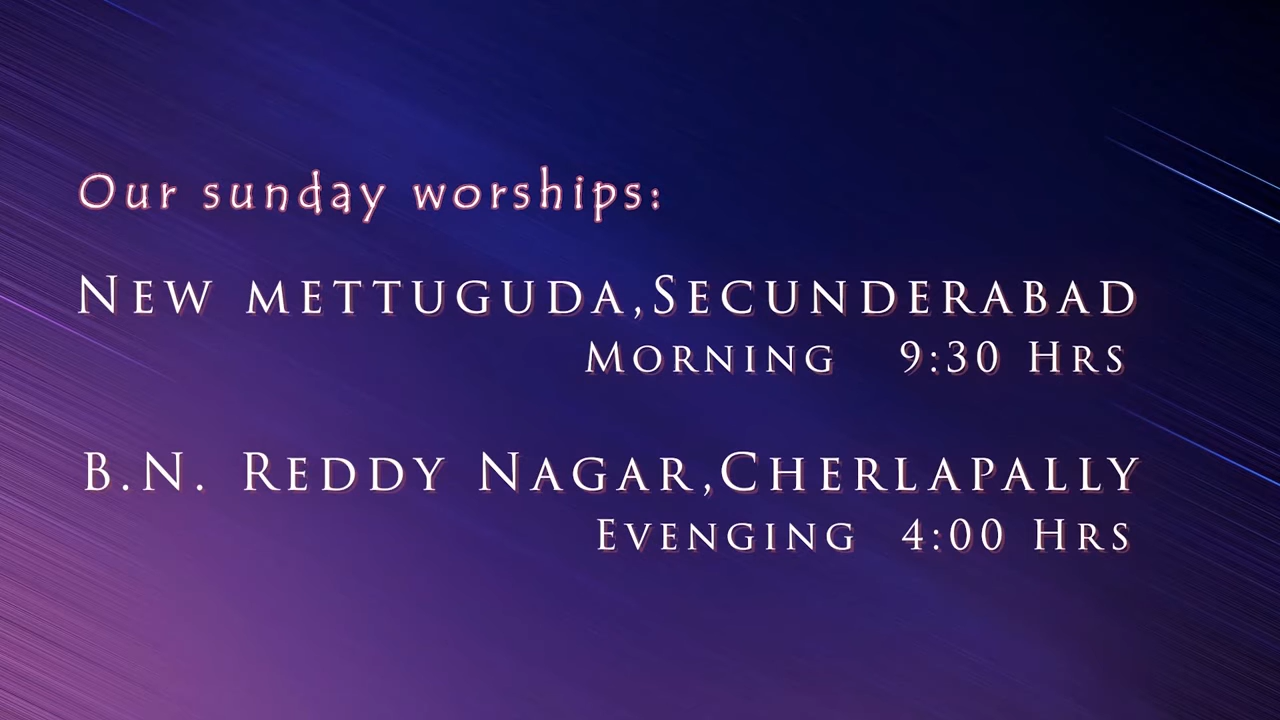 Our sunday worships:
New mettuguda,Secunderabad
Morning 9:30 Hrs
B.N. Reddy Nagar,Cherlapally
Evenging 4:00 Hrs